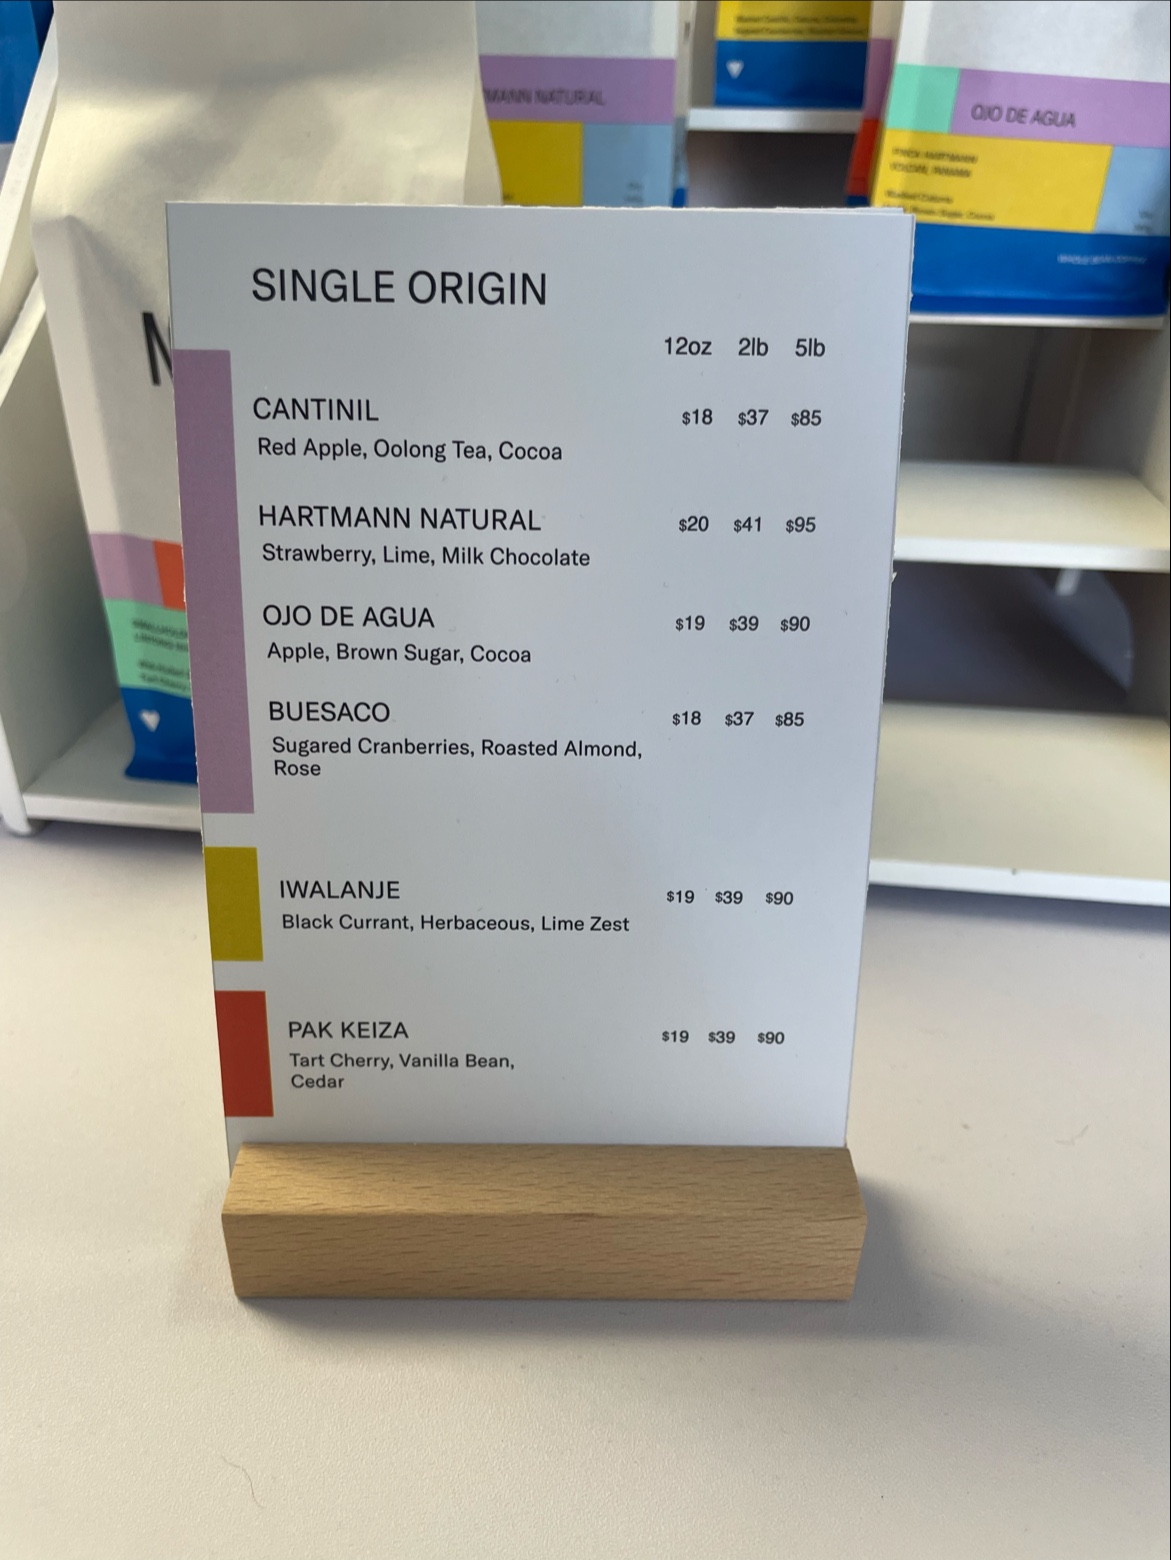 MANN NATURAL
OJO DE AGUA
SINGLE ORIGIN
12oz 2lb 5lb
CANTINIL $18 $37 $85
Red Apple, Oolong Tea, Cocoa
HARTMANN NATURAL $20 $41 $95
Strawberry, Lime, Milk Chocolate
OJO DE AGUA $19 $39 $90
Apple, Brown Sugar, Cocoa
BUESACO $18 $37 $85
Sugared Cranberries, Roasted Almond,
Rose
IWALANJE $19 $39 $90
Black Currant, Herbaceous, Lime Zest
PAK KEIZA $19 $39 $90
Tart Cherry, Vanilla Bean,
Cedar